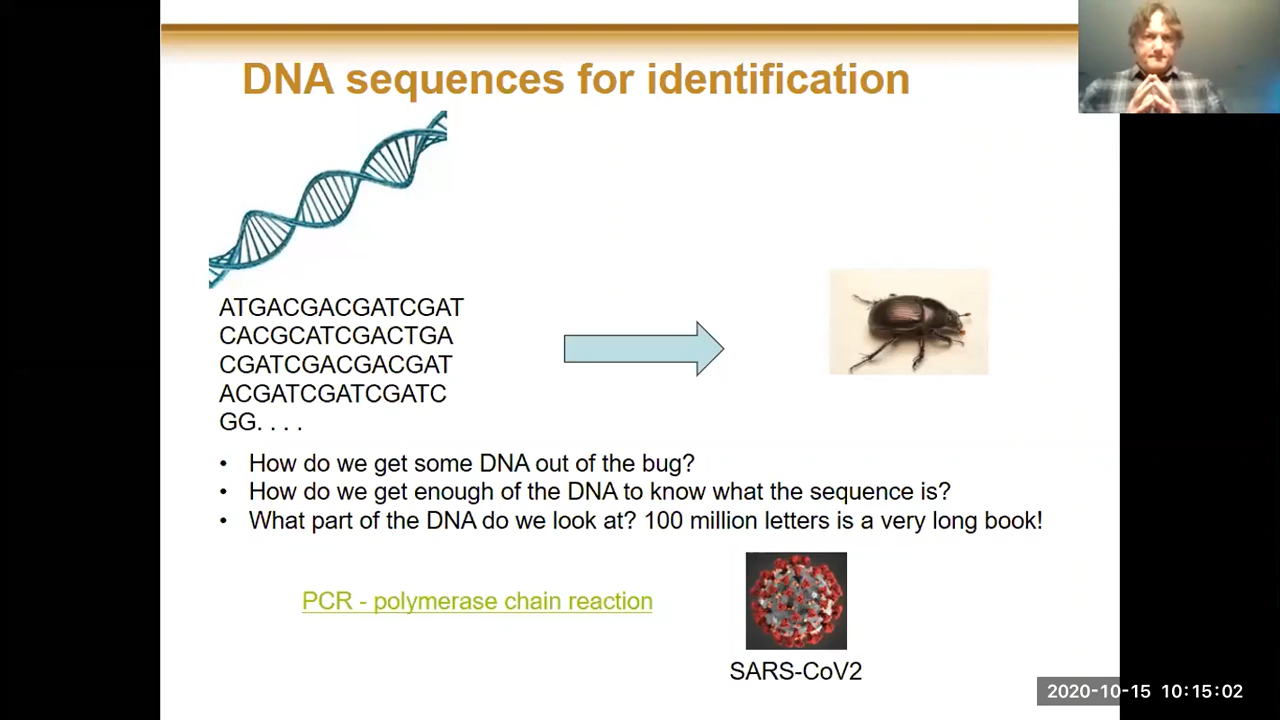 DNA sequences for identification
ATGACGACGATCGAT
CACGCATCGACTGA
CGATCGACGACGAT
ACGATCGATCGATC
GG. . . .
• How do we get some DNA out of the bug?
• How do we get enough of the DNA to know what the sequence is?
• What part of the DNA do we look at? 100 million letters is a very long book!
PCR - polymerase chain reaction
SARS-CoV2
2020-10-15 10:15:02